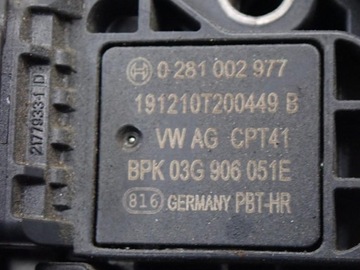 0 281 002 977
191210T200449 B
VW AG CPT41
BPK 03G 906 051E
816 GERMANY PBT-HR
2177933-1 D